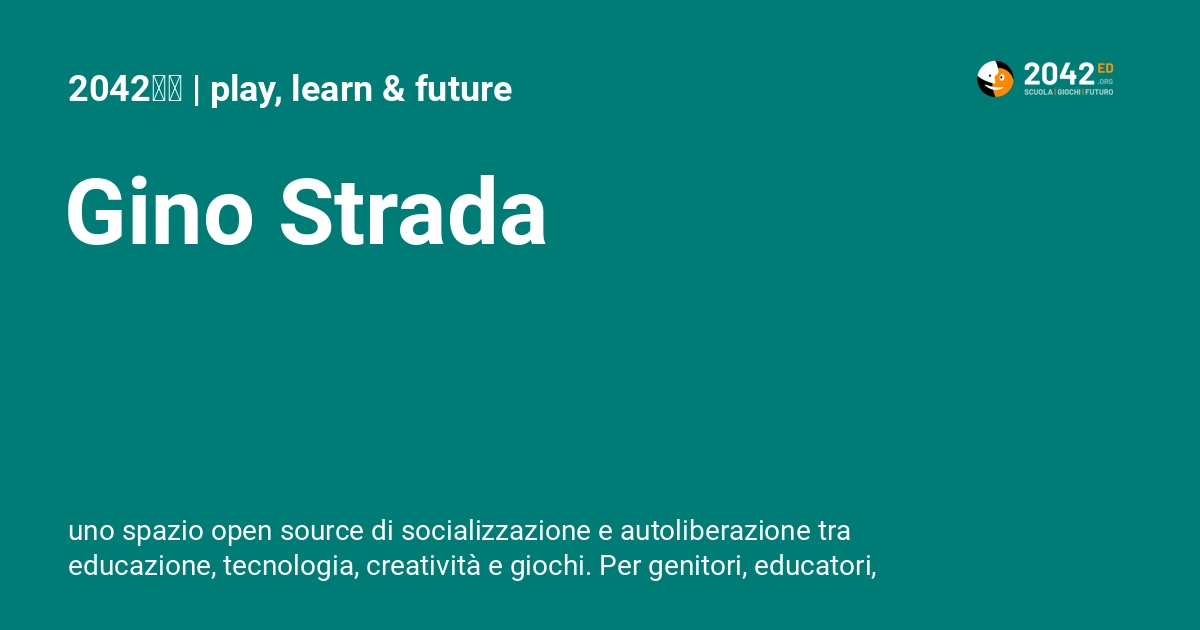 2042 | play, learn & future
2042 ED
.ORG
SCUOLA | GIOCHI | FUTURO
Gino Strada
uno spazio open source di socializzazione e autoliberazione tra
educazione, tecnologia, creatività e giochi. Per genitori, educatori,